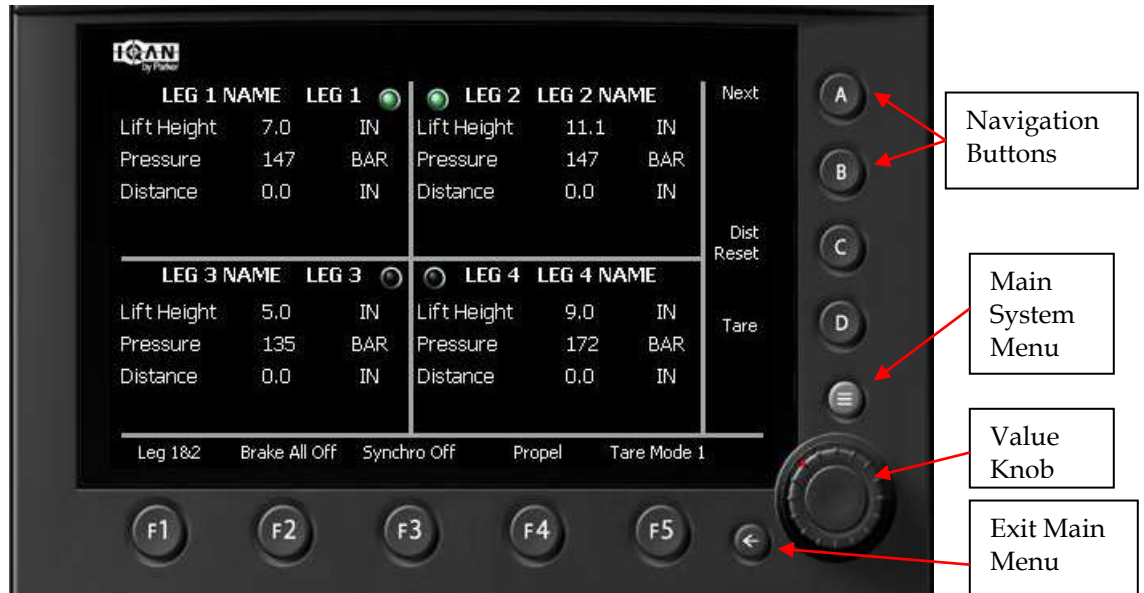 IQAN
by Parker
LEG 1 NAME LEG 1
Lift Height 7.0 IN
Pressure 147 BAR
Distance 0.0 IN
LEG 2 LEG 2 NAME
Lift Height 11.1 IN
Pressure 147 BAR
Distance 0.0 IN
LEG 3 NAME LEG 3
Lift Height 5.0 IN
Pressure 135 BAR
Distance 0.0 IN
LEG 4 LEG 4 NAME
Lift Height 9.0 IN
Pressure 172 BAR
Distance 0.0 IN
Next
Dist
Reset
Tare
Leg 1&2 Brake All Off Synchro Off Propel Tare Mode 1
A
B
C
D
F1 F2 F3 F4 F5
Navigation
Buttons
Main
System
Menu
Value
Knob
Exit Main
Menu